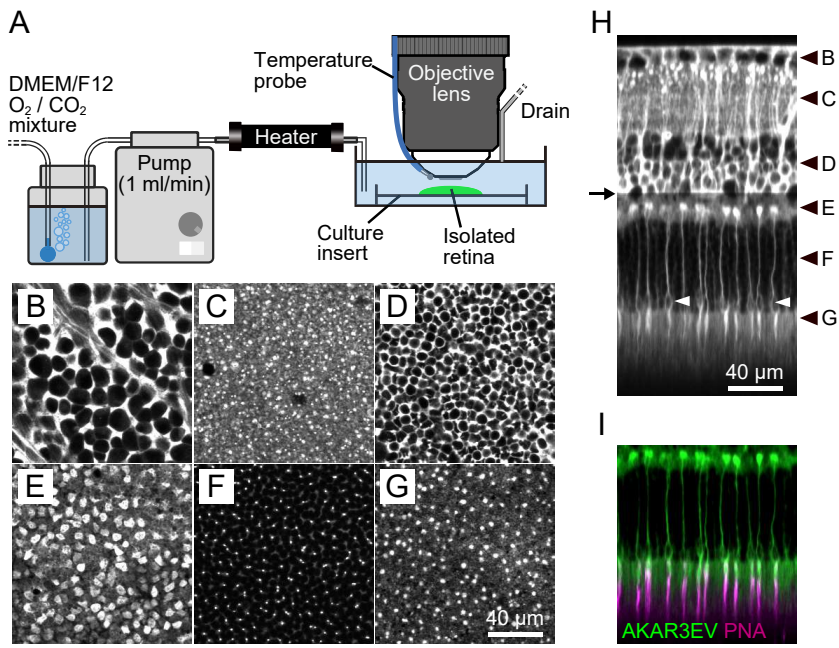 A
DMEM/F12
O₂ / CO₂
mixture
Pump
(1 ml/min)
Heater
Temperature
probe
Objective
lens
Drain
Culture
insert
Isolated
retina
B
C
D
E
F
G
40 µm
H
B
C
D
E
F
G
40 µm
I
AKAR3EV PNA